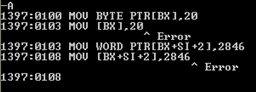 -A
1397:0100 MOV BYTE PTR[BX],20
1397:0103 MOV [BX],20
^ Error
1397:0103 MOV WORD PTR[BX+SI+2],2846
1397:0108 MOV [BX+SI+2],2846
^ Error
1397:0108